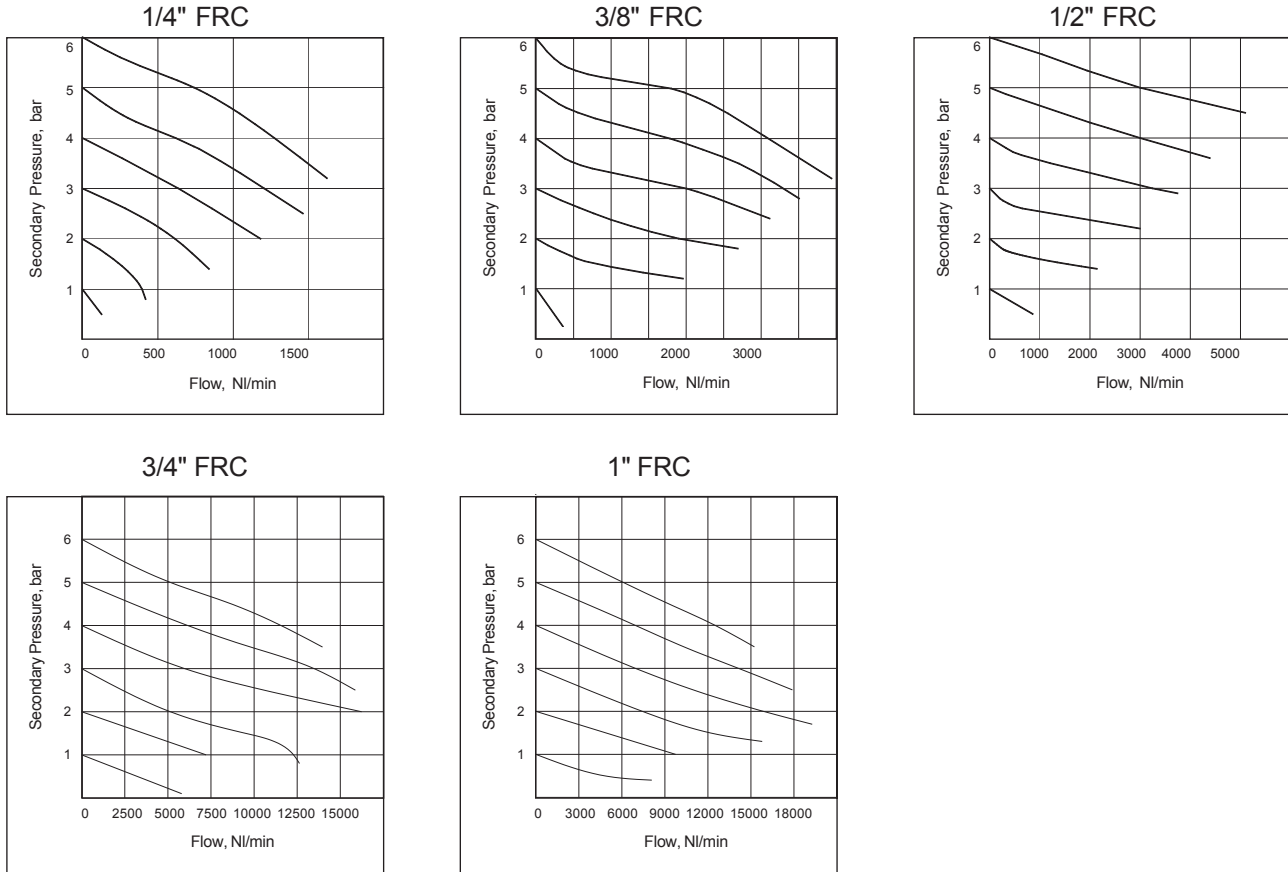 1/4" FRC
6
5
4
3
2
1
Secondary Pressure, bar
0 500 1000 1500
Flow, Nl/min
3/8" FRC
6
5
4
3
2
1
Secondary Pressure, bar
0 1000 2000 3000
Flow, Nl/min
1/2" FRC
6
5
4
3
2
1
Secondary Pressure, bar
0 1000 2000 3000 4000 5000
Flow, Nl/min
3/4" FRC
6
5
4
3
2
1
Secondary Pressure, bar
0 2500 5000 7500 10000 12500 15000
Flow, Nl/min
1" FRC
6
5
4
3
2
1
Secondary Pressure, bar
0 3000 6000 9000 12000 15000 18000
Flow, Nl/min